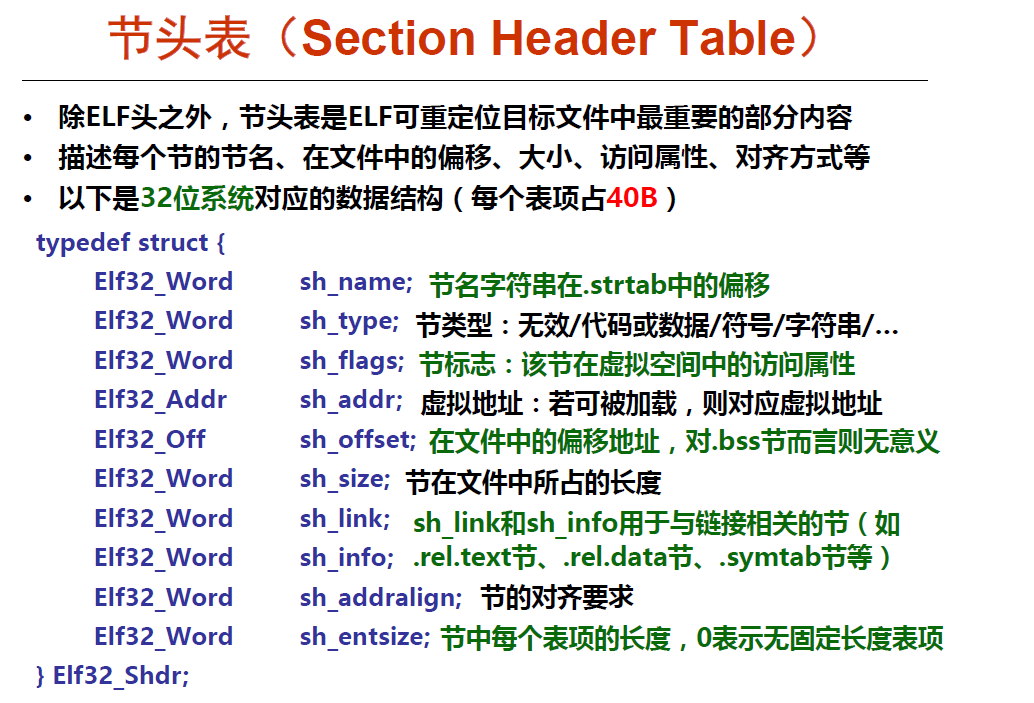 节头表（Section Header Table）
• 除ELF头之外，节头表是ELF可重定位目标文件中最重要的部分内容
• 描述每个节的节名、在文件中的偏移、大小、访问属性、对齐方式等
• 以下是32位系统对应的数据结构（每个表项占40B）
typedef struct {
Elf32_Word sh_name; 节名字符串在.strtab中的偏移
Elf32_Word sh_type; 节类型：无效/代码或数据/符号/字符串/…
Elf32_Word sh_flags; 节标志：该节在虚拟空间中的访问属性
Elf32_Addr sh_addr; 虚拟地址：若可被加载，则对应虚拟地址
Elf32_Off sh_offset; 在文件中的偏移地址，对.bss节而言则无意义
Elf32_Word sh_size; 节在文件中所占的长度
Elf32_Word sh_link; sh_link和sh_info用于与链接相关的节（如
Elf32_Word sh_info; .rel.text节、.rel.data节、.symtab节等）
Elf32_Word sh_addralign; 节的对齐要求
Elf32_Word sh_entsize; 节中每个表项的长度，0表示无固定长度表项
} Elf32_Shdr;